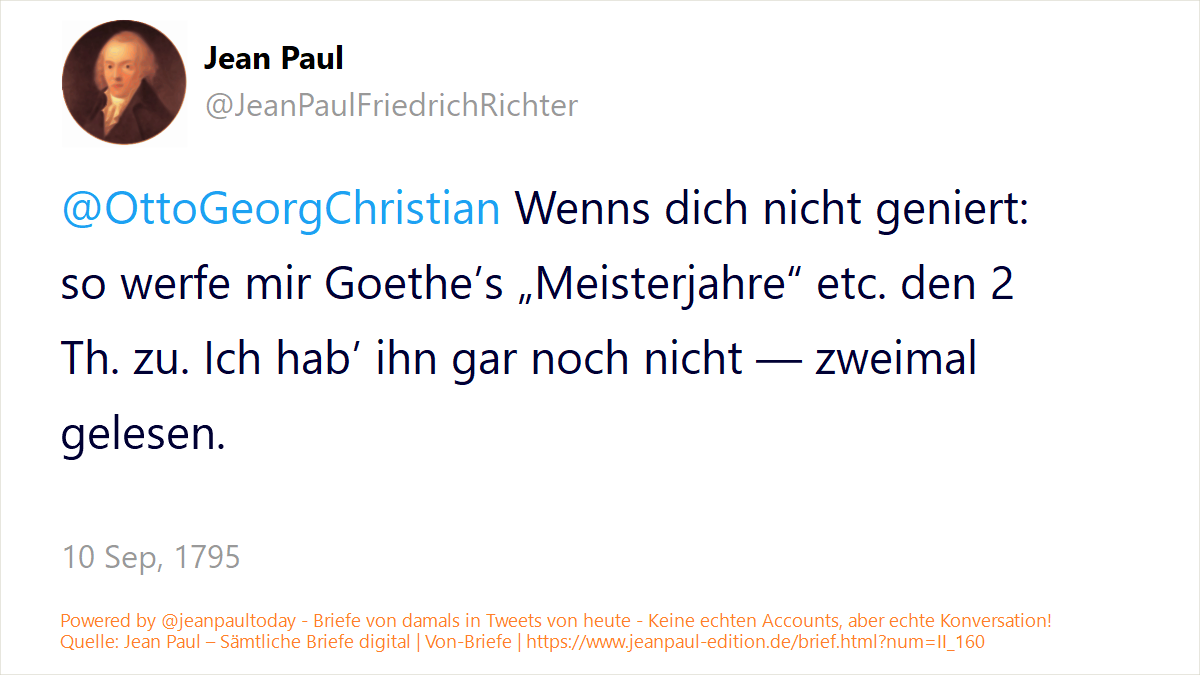 Jean Paul
@JeanPaulFriedrichRichter
@OttoGeorgChristian Wenns dich nicht geniert:
so werfe mir Goethe’s „Meisterjahre“ etc. den 2
Th. zu. Ich hab’ ihn gar noch nicht — zweimal
gelesen.
10 Sep, 1795
Powered by @jeanpaultoday - Briefe von damals in Tweets von heute - Keine echten Accounts, aber echte Konversation!
Quelle: Jean Paul – Sämtliche Briefe digital | Von-Briefe | https://www.jeanpaul-edition.de/brief.html?num=II_160